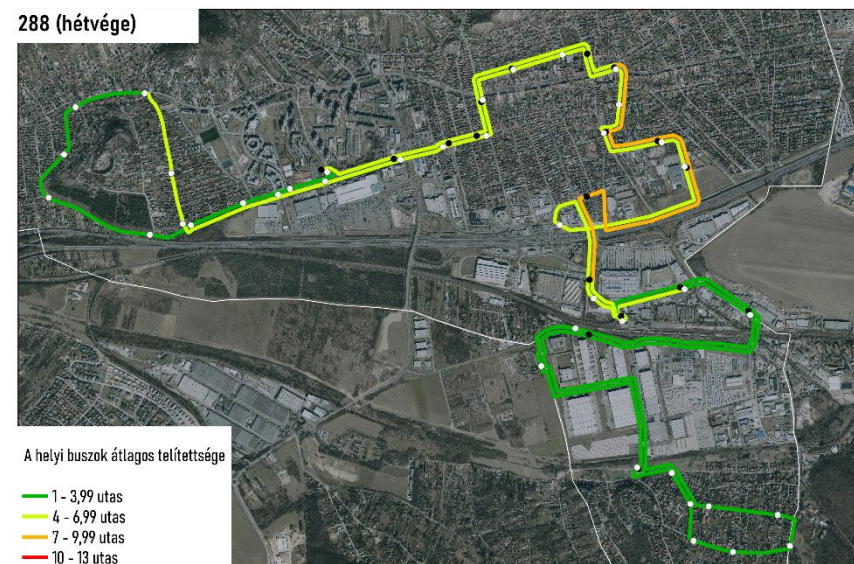 288 (hétvége)
A helyi buszok átlagos telítettsége
1 - 3,99 utas
4 - 6,99 utas
7 - 9,99 utas
10 - 13 utas